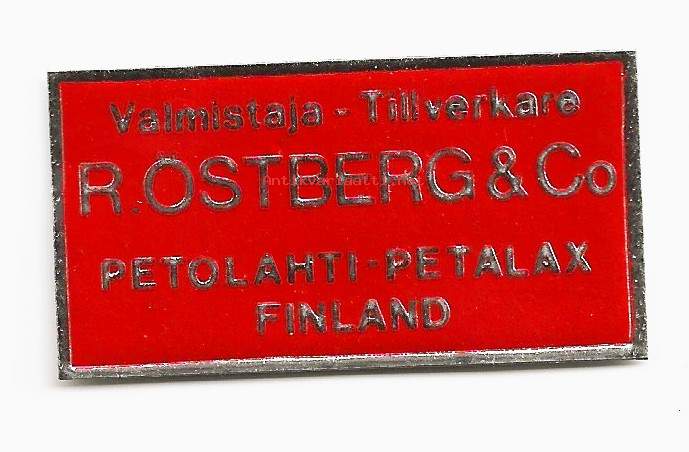 Valmistaja - Tillverkare
R.ÖSTBERG & Co
PETOLAHTI - PETALAX
FINLAND